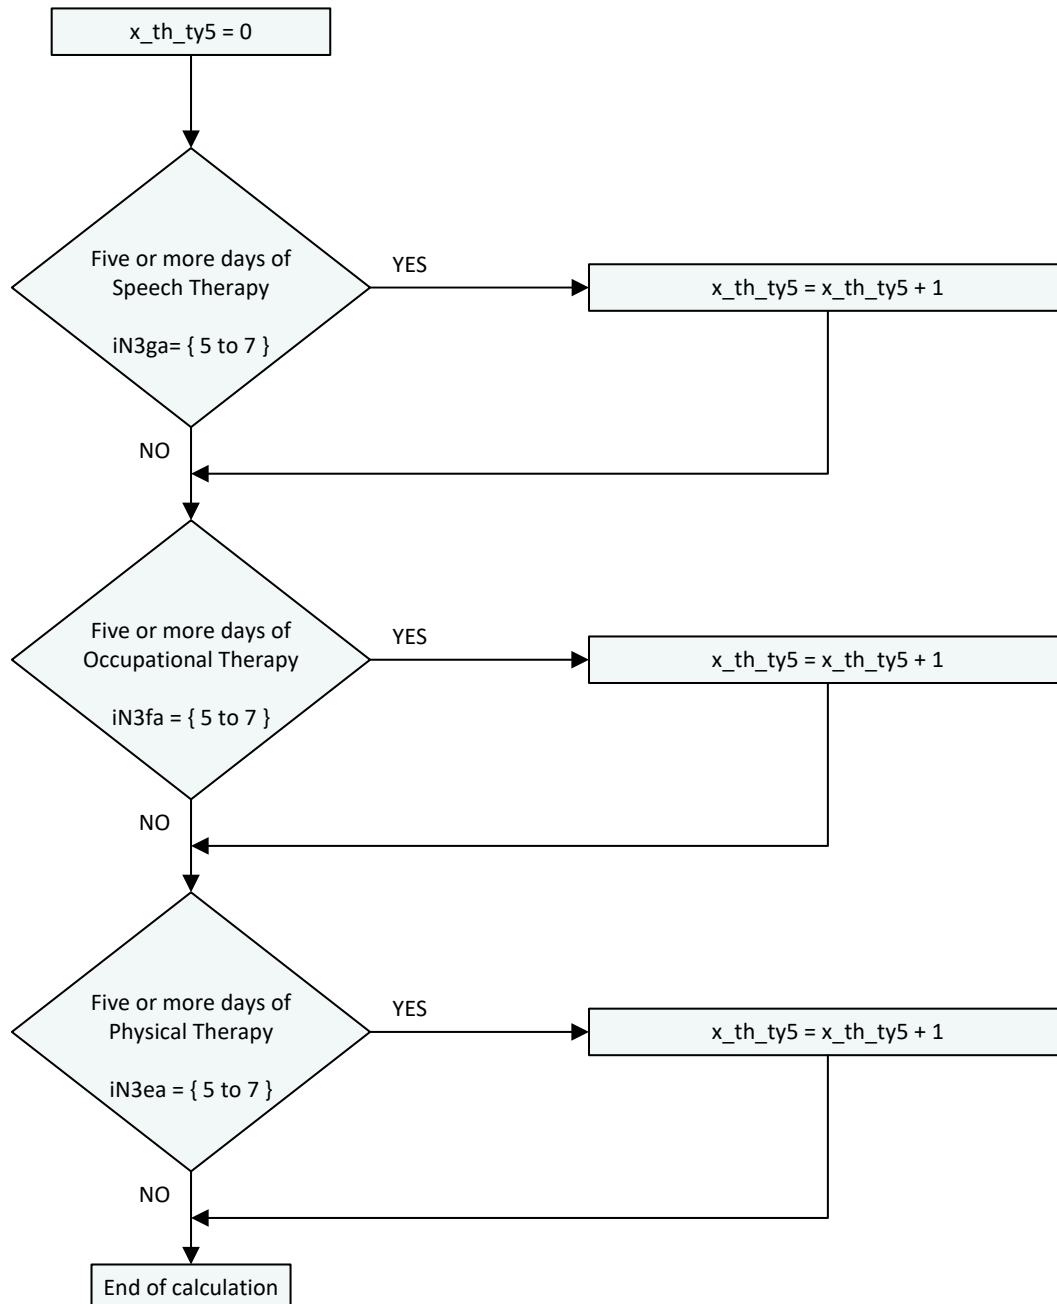 x_th_ty5 = 0
Five or more days of
Speech Therapy
iN3ga= { 5 to 7 }
YES
x_th_ty5 = x_th_ty5 + 1
NO
Five or more days of
Occupational Therapy
iN3fa = { 5 to 7 }
YES
x_th_ty5 = x_th_ty5 + 1
NO
Five or more days of
Physical Therapy
iN3ea = { 5 to 7 }
YES
x_th_ty5 = x_th_ty5 + 1
NO
End of calculation